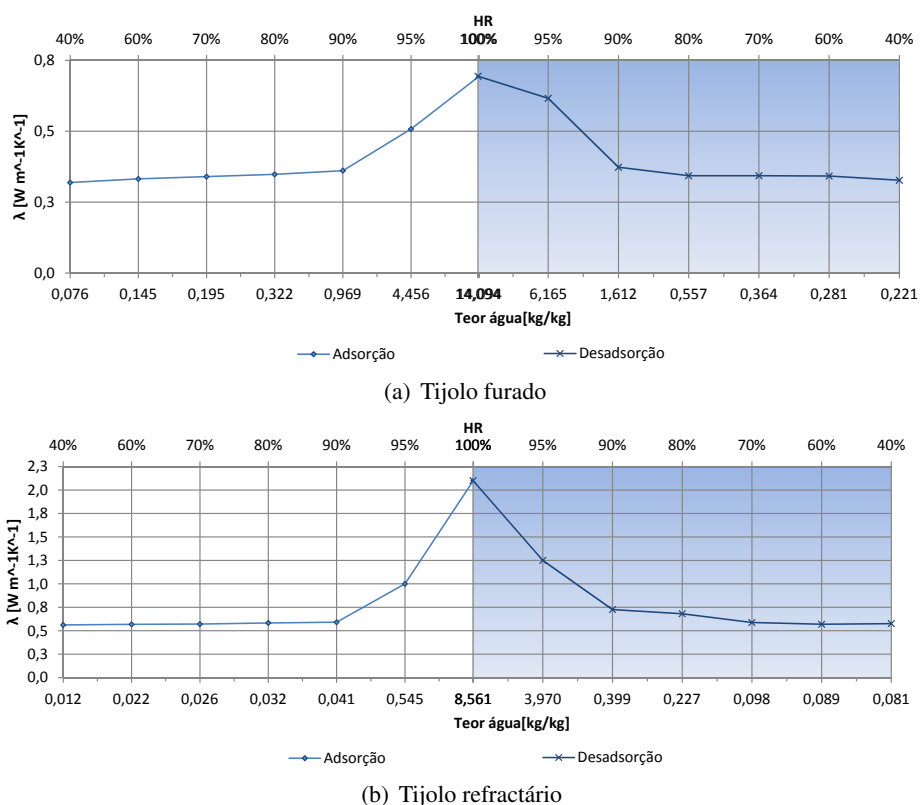 HR
40% 60% 70% 80% 90% 95% 100% 95% 90% 80% 70% 60% 40%
0,8
0,5
0,3
0,0
λ [W m^-1K^-1]
0,076 0,145 0,195 0,322 0,969 4,456 14,094 6,165 1,612 0,557 0,364 0,281 0,221
Teor água[kg/kg]
Adsorção Desadsorção
(a) Tijolo furado
HR
40% 60% 70% 80% 90% 95% 100% 95% 90% 80% 70% 60% 40%
2,3
2,0
1,8
1,5
1,3
1,0
0,8
0,5
0,3
0,0
λ [W m^-1K^-1]
0,012 0,022 0,026 0,032 0,041 0,545 8,561 3,970 0,399 0,227 0,098 0,089 0,081
Teor água[kg/kg]
Adsorção Desadsorção
(b) Tijolo refractário